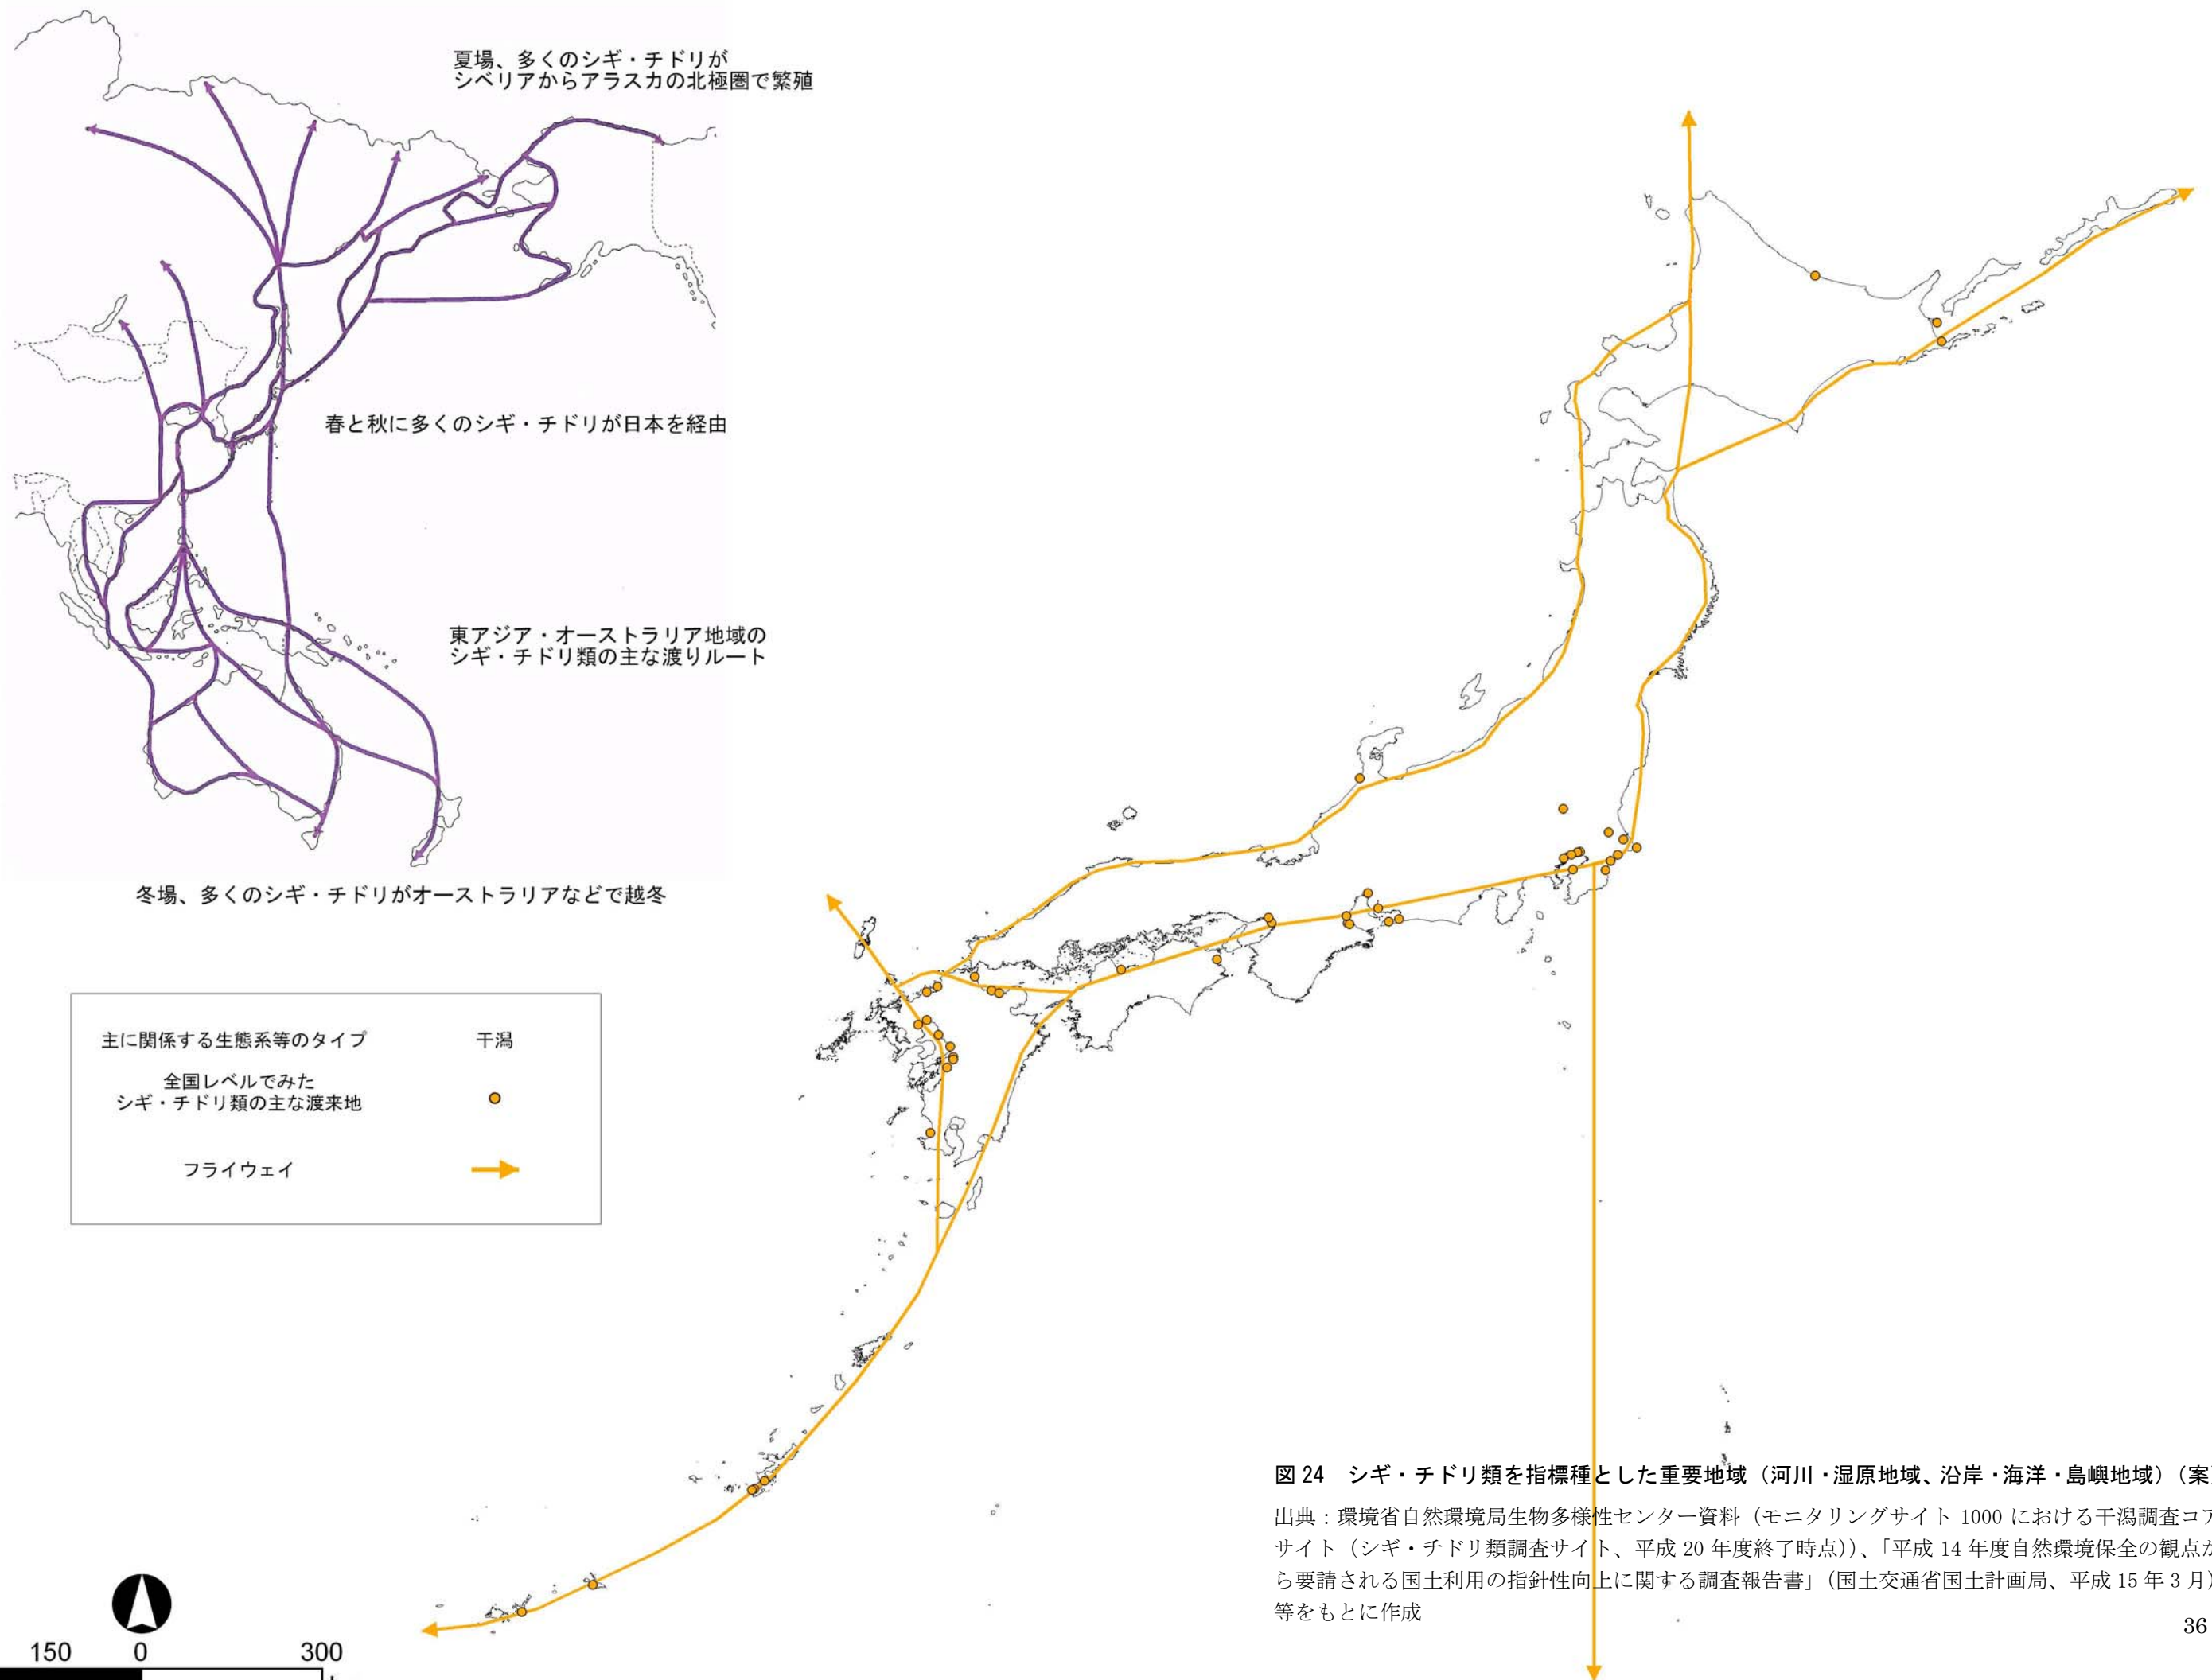 夏場、多くのシギ・チドリが
シベリアからアラスカの北極圏で繁殖
春と秋に多くのシギ・チドリが日本を経由
東アジア・オーストラリア地域の
シギ・チドリ類の主な渡りルート
冬場、多くのシギ・チドリがオーストラリアなどで越冬
主に関係する生態系等のタイプ 干潟
全国レベルでみた
シギ・チドリ類の主な渡来地
フライウェイ
図 24 シギ・チドリ類を指標種とした重要地域（河川・湿原地域、沿岸・海洋・島嶼地域）（案
出典：環境省自然環境局生物多様性センター資料（モニタリングサイト 1000 における干潟調査コア
サイト（シギ・チドリ類調査サイト、平成 20 年度終了時点））、「平成 14 年度自然環境保全の観点か
ら要請される国土利用の指針性向上に関する調査報告書」（国土交通省国土計画局、平成 15 年 3 月）
等をもとに作成
36
150 0 300